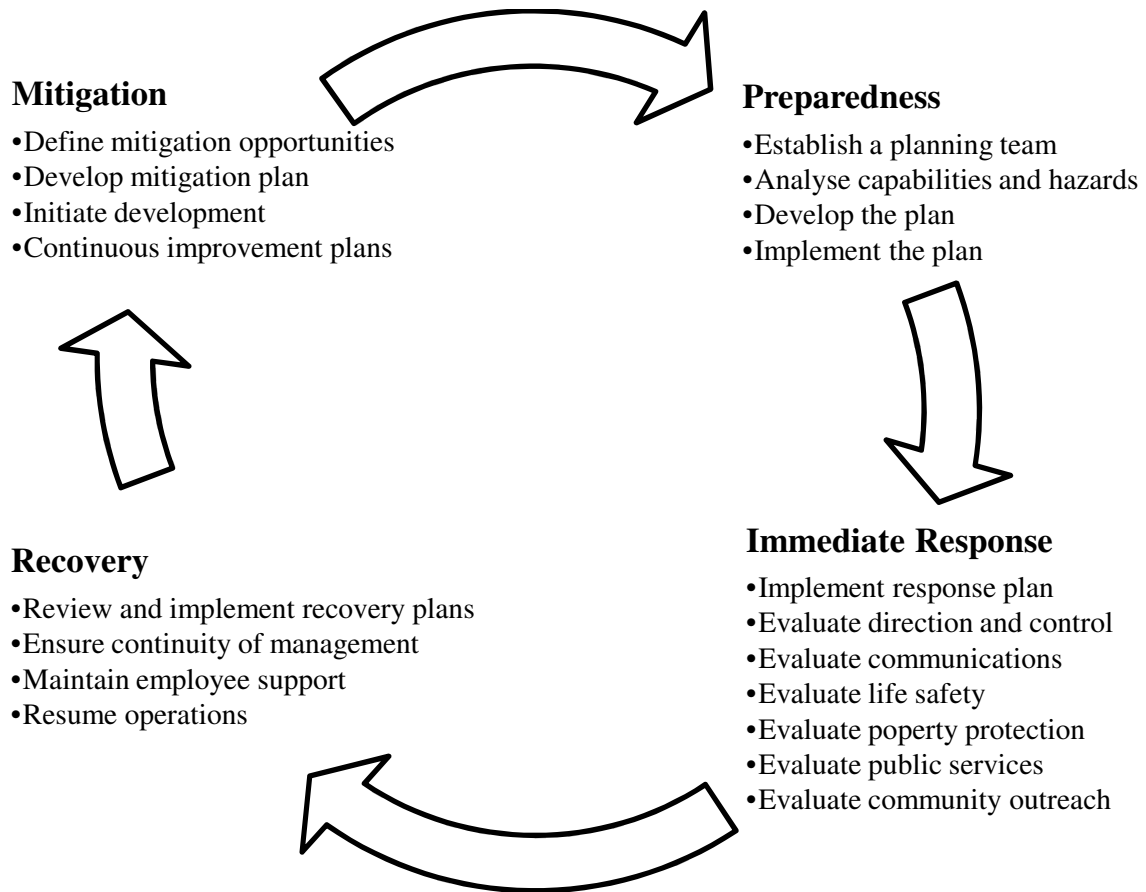 Mitigation
•Define mitigation opportunities
•Develop mitigation plan
•Initiate development
•Continuous improvement plans
Preparedness
•Establish a planning team
•Analyse capabilities and hazards
•Develop the plan
•Implement the plan
Immediate Response
•Implement response plan
•Evaluate direction and control
•Evaluate communications
•Evaluate life safety
•Evaluate poperty protection
•Evaluate public services
•Evaluate community outreach
Recovery
•Review and implement recovery plans
•Ensure continuity of management
•Maintain employee support
•Resume operations